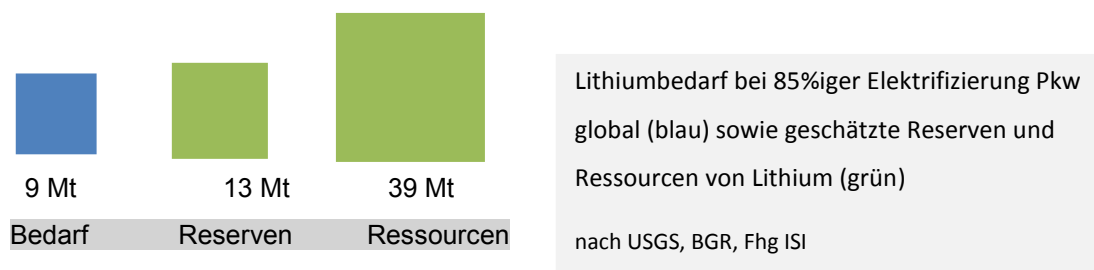 9 Mt 13 Mt 39 Mt
Bedarf Reserven Ressourcen
Lithiumbedarf bei 85%iger Elektrifizierung Pkw
global (blau) sowie geschätzte Reserven und
Ressourcen von Lithium (grün)
nach USGS, BGR, Fhg ISI